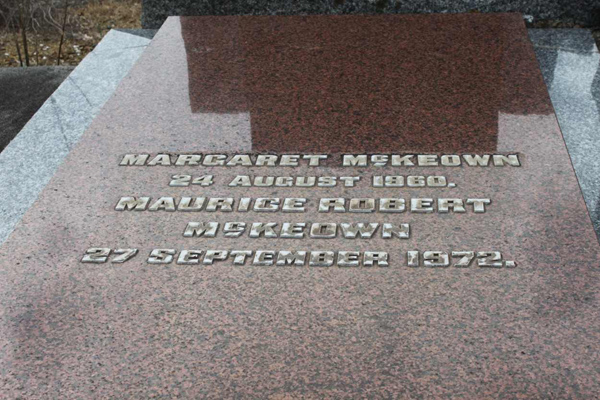 MARGARET McKEOWN
24 AUGUST 1960.
MAURICE ROBERT
McKEOWN
27 SEPTEMBER 1972.